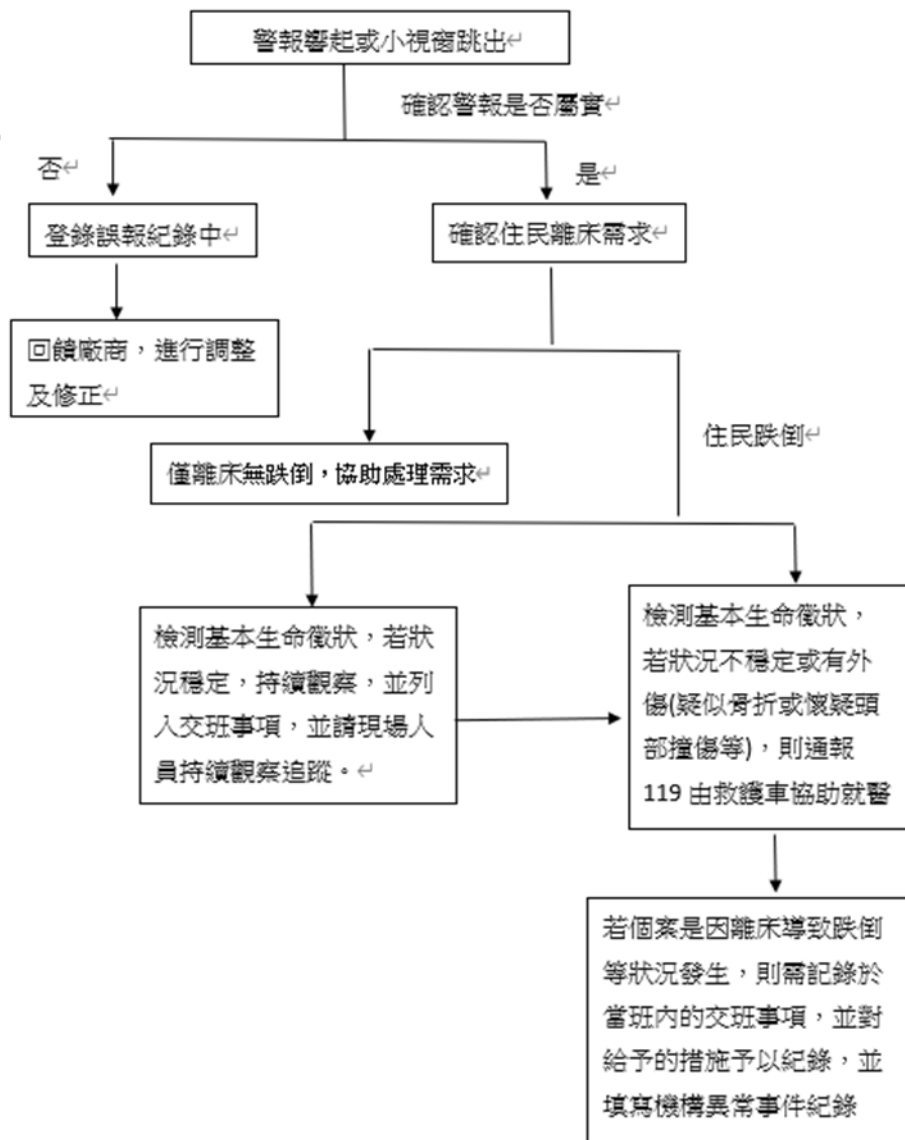 警報響起或小視窗跳出
確認警報是否屬實
否
是
登錄誤報紀錄中
確認住民離床需求
回饋廠商，進行調整
及修正
住民跌倒
僅離床無跌倒，協助處理需求
檢測基本生命徵狀，若狀
況穩定，持續觀察，並列
入交班事項，並請現場人
員持續觀察追蹤。
檢測基本生命徵狀，
若狀況不穩定或有外
傷(疑似骨折或懷疑頭
部撞傷等)，則通報
119 由救護車協助就醫
若個案是因離床導致跌倒
等狀況發生，則需記錄於
當班內的交班事項，並對
給予的措施予以紀錄，並
填寫機構異常事件紀錄